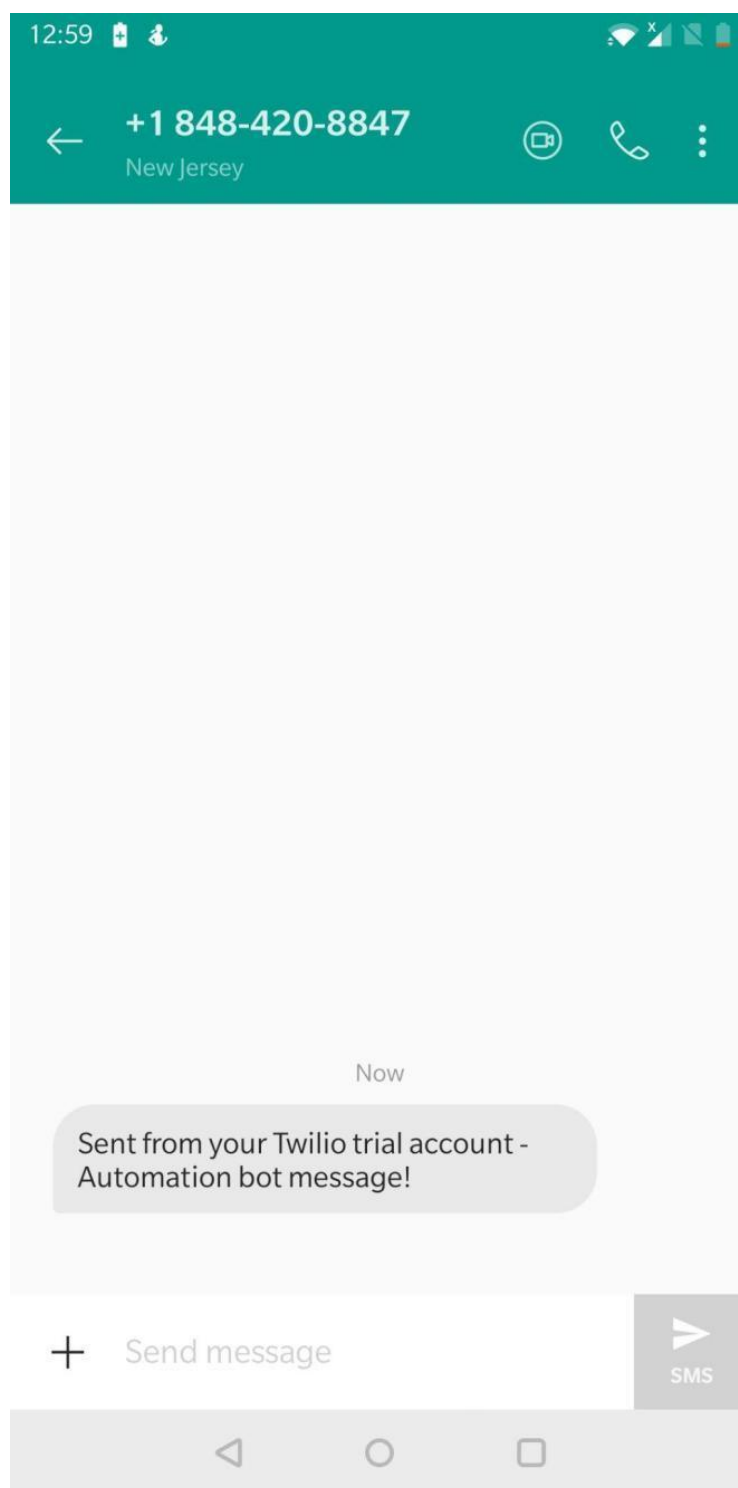 12:59
+1 848-420-8847
New Jersey
Now
Sent from your Twilio trial account -
Automation bot message!
Send message
SMS